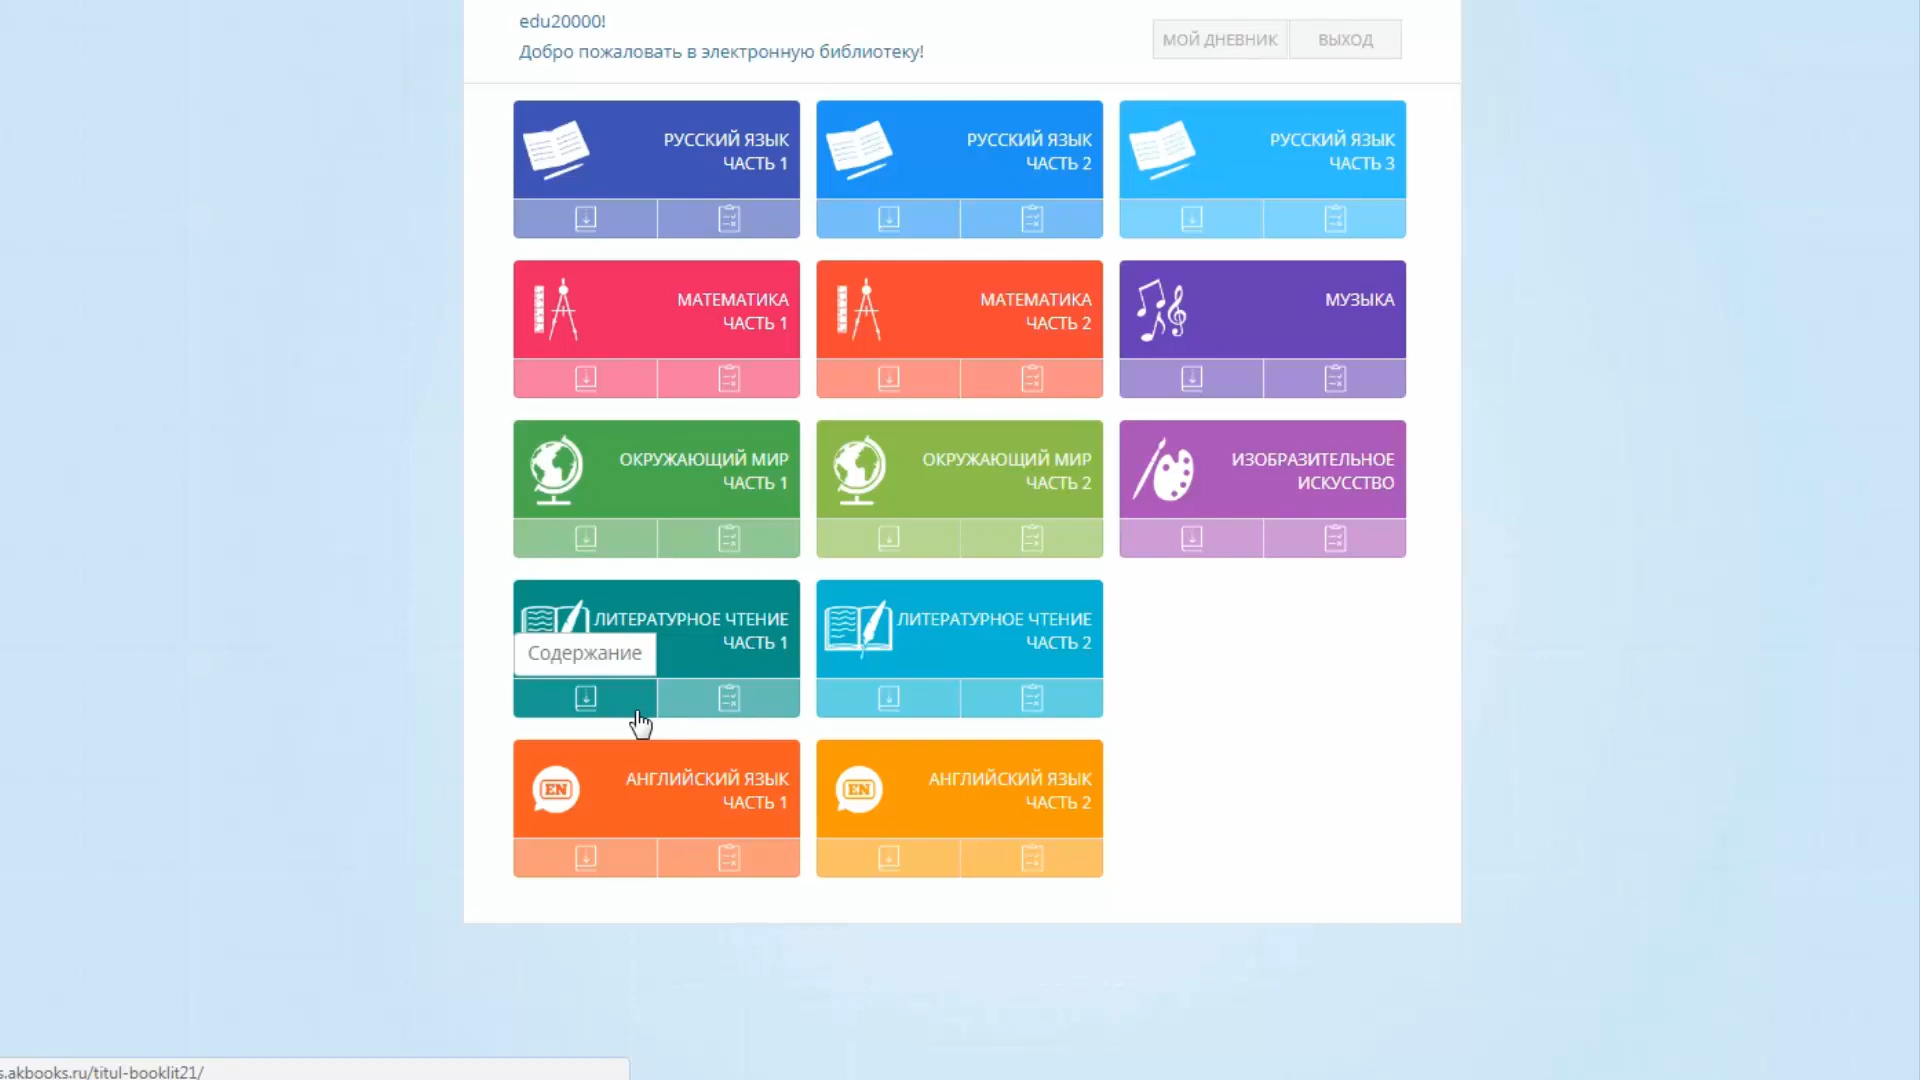 edu20000!
Добро пожаловать в электронную библиотеку!
МОЙ ДНЕВНИК
ВЫХОД
РУССКИЙ ЯЗЫК
ЧАСТЬ 1
РУССКИЙ ЯЗЫК
ЧАСТЬ 2
РУССКИЙ ЯЗЫК
ЧАСТЬ 3
МАТЕМАТИКА
ЧАСТЬ 1
МАТЕМАТИКА
ЧАСТЬ 2
МУЗЫКА
ОКРУЖАЮЩИЙ МИР
ЧАСТЬ 1
ОКРУЖАЮЩИЙ МИР
ЧАСТЬ 2
ИЗОБРАЗИТЕЛЬНОЕ
ИСКУССТВО
ЛИТЕРАТУРНОЕ ЧТЕНИЕ
ЧАСТЬ 1
Содержание
ЛИТЕРАТУРНОЕ ЧТЕНИЕ
ЧАСТЬ 2
EN
АНГЛИЙСКИЙ ЯЗЫК
ЧАСТЬ 1
EN
АНГЛИЙСКИЙ ЯЗЫК
ЧАСТЬ 2
s.akbooks.ru/titul-booklit21/